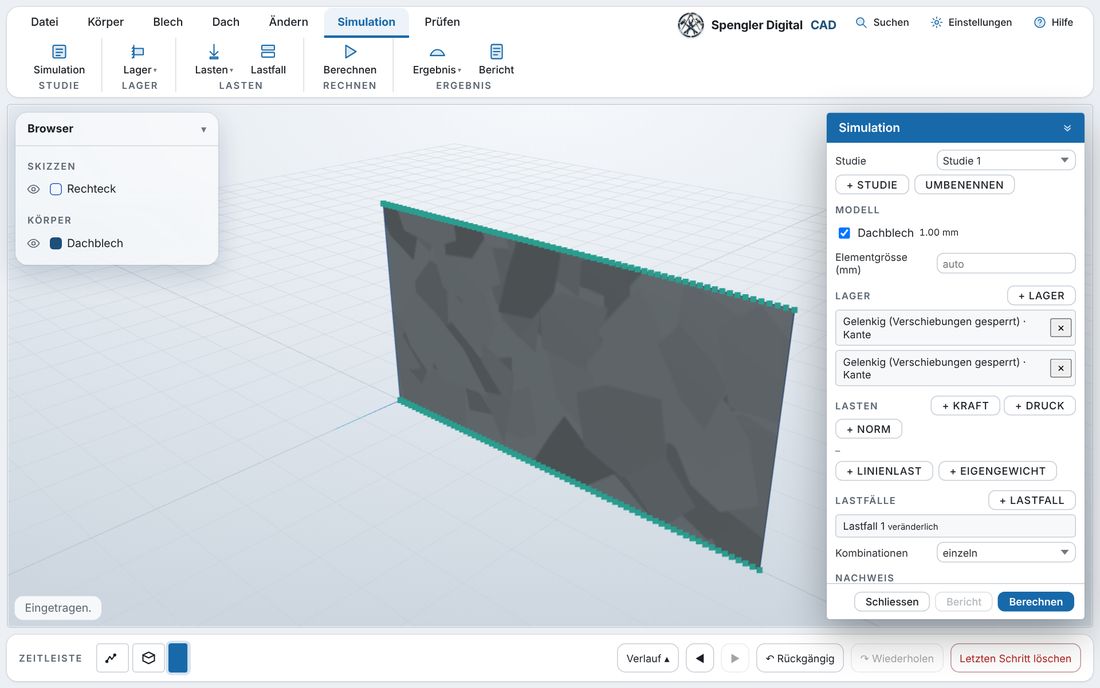 Datei Körper Blech Dach Ändern Simulation Prüfen
Spengler Digital CAD Suchen Einstellungen Hilfe
Simulation Lager Lasten Lastfall Berechnen Ergebnis Bericht
STUDIE LAGER LASTEN RECHNEN ERGEBNIS
Browser
SKIZZEN
Rechteck
KÖRPER
Dachblech
Simulation
Studie Studie 1
+ STUDIE UMBENENNEN
MODELL
Dachblech 1.00 mm
Elementgrösse
(mm)
auto
LAGER + LAGER
Gelenkig (Verschiebungen gesperrt) ·
Kante
Gelenkig (Verschiebungen gesperrt) ·
Kante
LASTEN + KRAFT + DRUCK
+ NORM
–
+ LINIENLAST + EIGENGEWICHT
LASTFÄLLE + LASTFALL
Lastfall 1 veränderlich
Kombinationen einzeln
NACHWEIS
Schliessen Bericht Berechnen
Eingetragen.
ZEITLEISTE Verlauf Rückgängig Wiederholen Letzten Schritt löschen